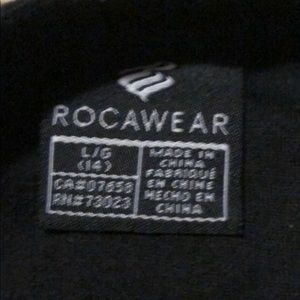 ROCAWEAR
L/G
(14)
CA#07658
RN#73023
MADE IN
CHINA
FABRIQUÉ
EN CHINE
HECHO EN
CHINA